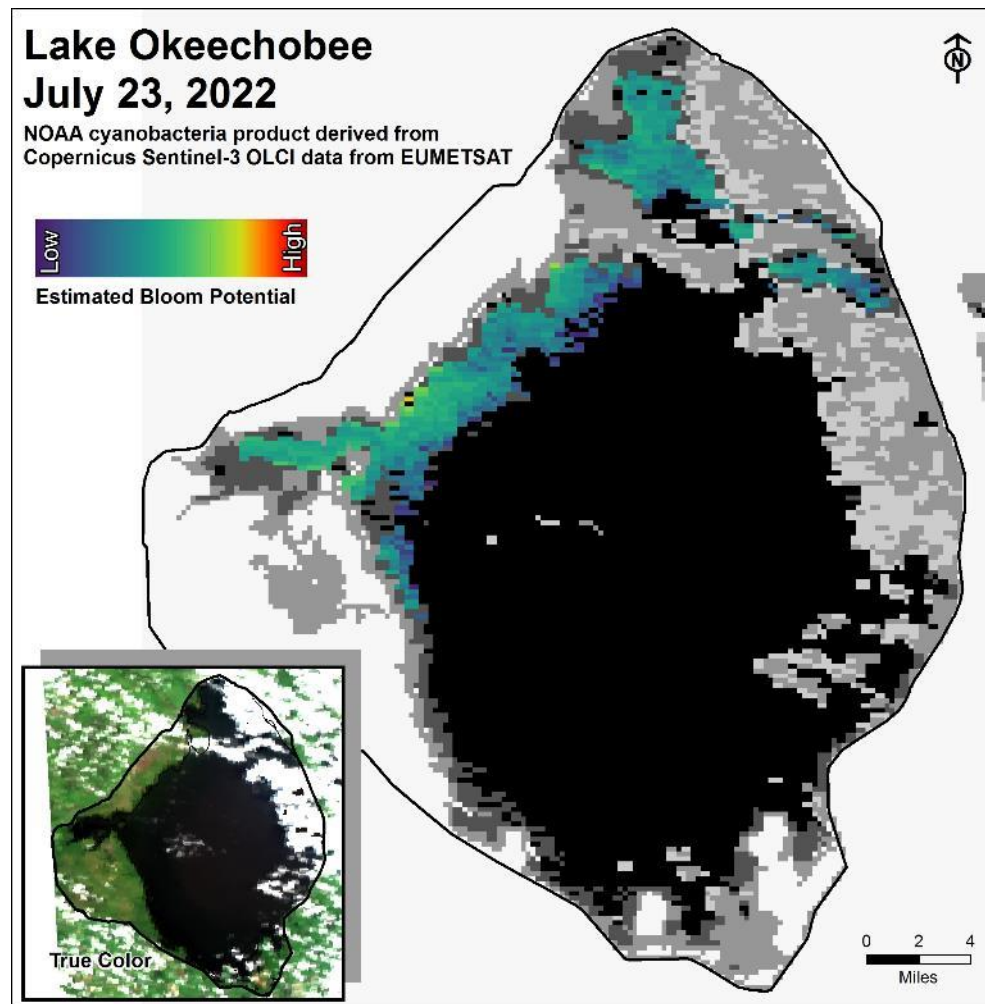 Lake Okeechobee
July 23, 2022
NOAA cyanobacteria product derived from
Copernicus Sentinel-3 OLCI data from EUMETSAT
N
Low
High
Estimated Bloom Potential
True Color
0 2 4
Miles